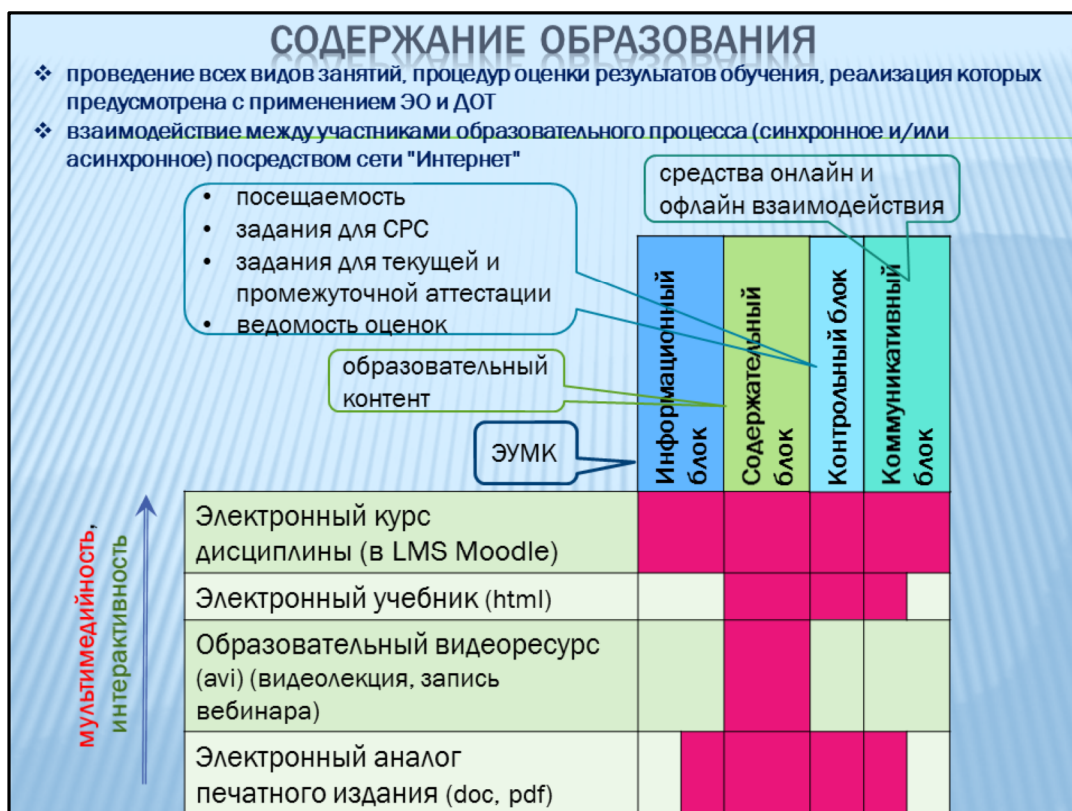 СОДЕРЖАНИЕ ОБРАЗОВАНИЯ
❖ проведение всех видов занятий, процедур оценки результатов обучения, реализация которых
предусмотрена с применением ЭО и ДОТ
❖ взаимодействие между участниками образовательного процесса (синхронное и/или
асинхронное) посредством сети "Интернет"
средства онлайн и
офлайн взаимодействия
• посещаемость
• задания для СРС
• задания для текущей и
промежуточной аттестации
• ведомость оценок
образовательный
контент
ЭУМК
Информационный
блок
Содержательный
блок
Контрольный блок
Коммуникативный
блок
мультимедийность,
интерактивность
Электронный курс
дисциплины (в LMS Moodle)
Электронный учебник (html)
Образовательный видеоресурс
(avi) (видеолекция, запись
вебинара)
Электронный аналог
печатного издания (doc, pdf)